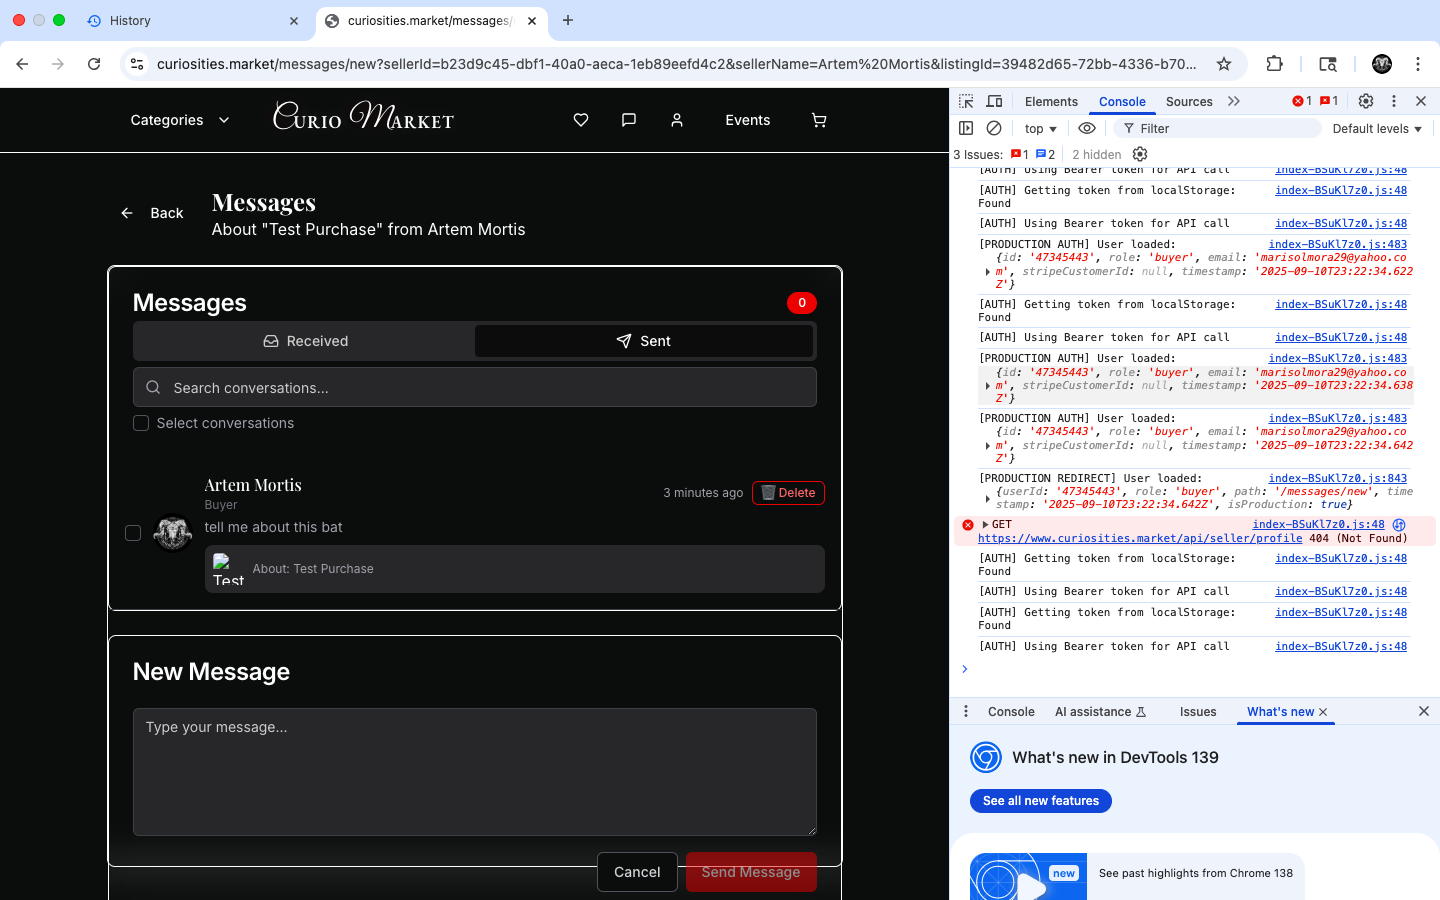 History
curiosities.market/messages/n
curiosities.market/messages/new?sellerId=b23d9c45-dbf1-40a0-aeca-1eb89eefd4c2&sellerName=Artem%20Mortis&listingId=39482d65-72bb-4336-b70...
Categories
Curio Market
Events
Back
Messages
About "Test Purchase" from Artem Mortis
Messages
0
Received
Sent
Search conversations...
Select conversations
Artem Mortis
3 minutes ago
Delete
Buyer
tell me about this bat
Test
About: Test Purchase
New Message
Type your message...
Cancel
Send Message
Elements
Console
Sources
1
1
top
Filter
Default levels
3 Issues:
1
2
2 hidden
[AUTH] Using Bearer token for API call index-BSuKl7z0.js:48
[AUTH] Getting token from localStorage: index-BSuKl7z0.js:48
Found
[AUTH] Using Bearer token for API call index-BSuKl7z0.js:48
[PRODUCTION AUTH] User loaded: index-BSuKl7z0.js:483
{id: '47345443', role: 'buyer', email: 'marisolmora29@yahoo.co
m', stripeCustomerId: null, timestamp: '2025-09-10T23:22:34.622
Z'}
[AUTH] Getting token from localStorage: index-BSuKl7z0.js:48
Found
[AUTH] Using Bearer token for API call index-BSuKl7z0.js:48
[PRODUCTION AUTH] User loaded: index-BSuKl7z0.js:483
{id: '47345443', role: 'buyer', email: 'marisolmora29@yahoo.co
m', stripeCustomerId: null, timestamp: '2025-09-10T23:22:34.638
Z'}
[PRODUCTION AUTH] User loaded: index-BSuKl7z0.js:483
{id: '47345443', role: 'buyer', email: 'marisolmora29@yahoo.co
m', stripeCustomerId: null, timestamp: '2025-09-10T23:22:34.642
Z'}
[PRODUCTION REDIRECT] User loaded: index-BSuKl7z0.js:843
{userId: '47345443', role: 'buyer', path: '/messages/new', time
stamp: '2025-09-10T23:22:34.642Z', isProduction: true}
GET index-BSuKl7z0.js:48
https://www.curiosities.market/api/seller/profile 404 (Not Found)
[AUTH] Getting token from localStorage: index-BSuKl7z0.js:48
Found
[AUTH] Using Bearer token for API call index-BSuKl7z0.js:48
[AUTH] Getting token from localStorage: index-BSuKl7z0.js:48
Found
[AUTH] Using Bearer token for API call index-BSuKl7z0.js:48
Console
AI assistance
Issues
What's new
What's new in DevTools 139
See all new features
new
See past highlights from Chrome 138